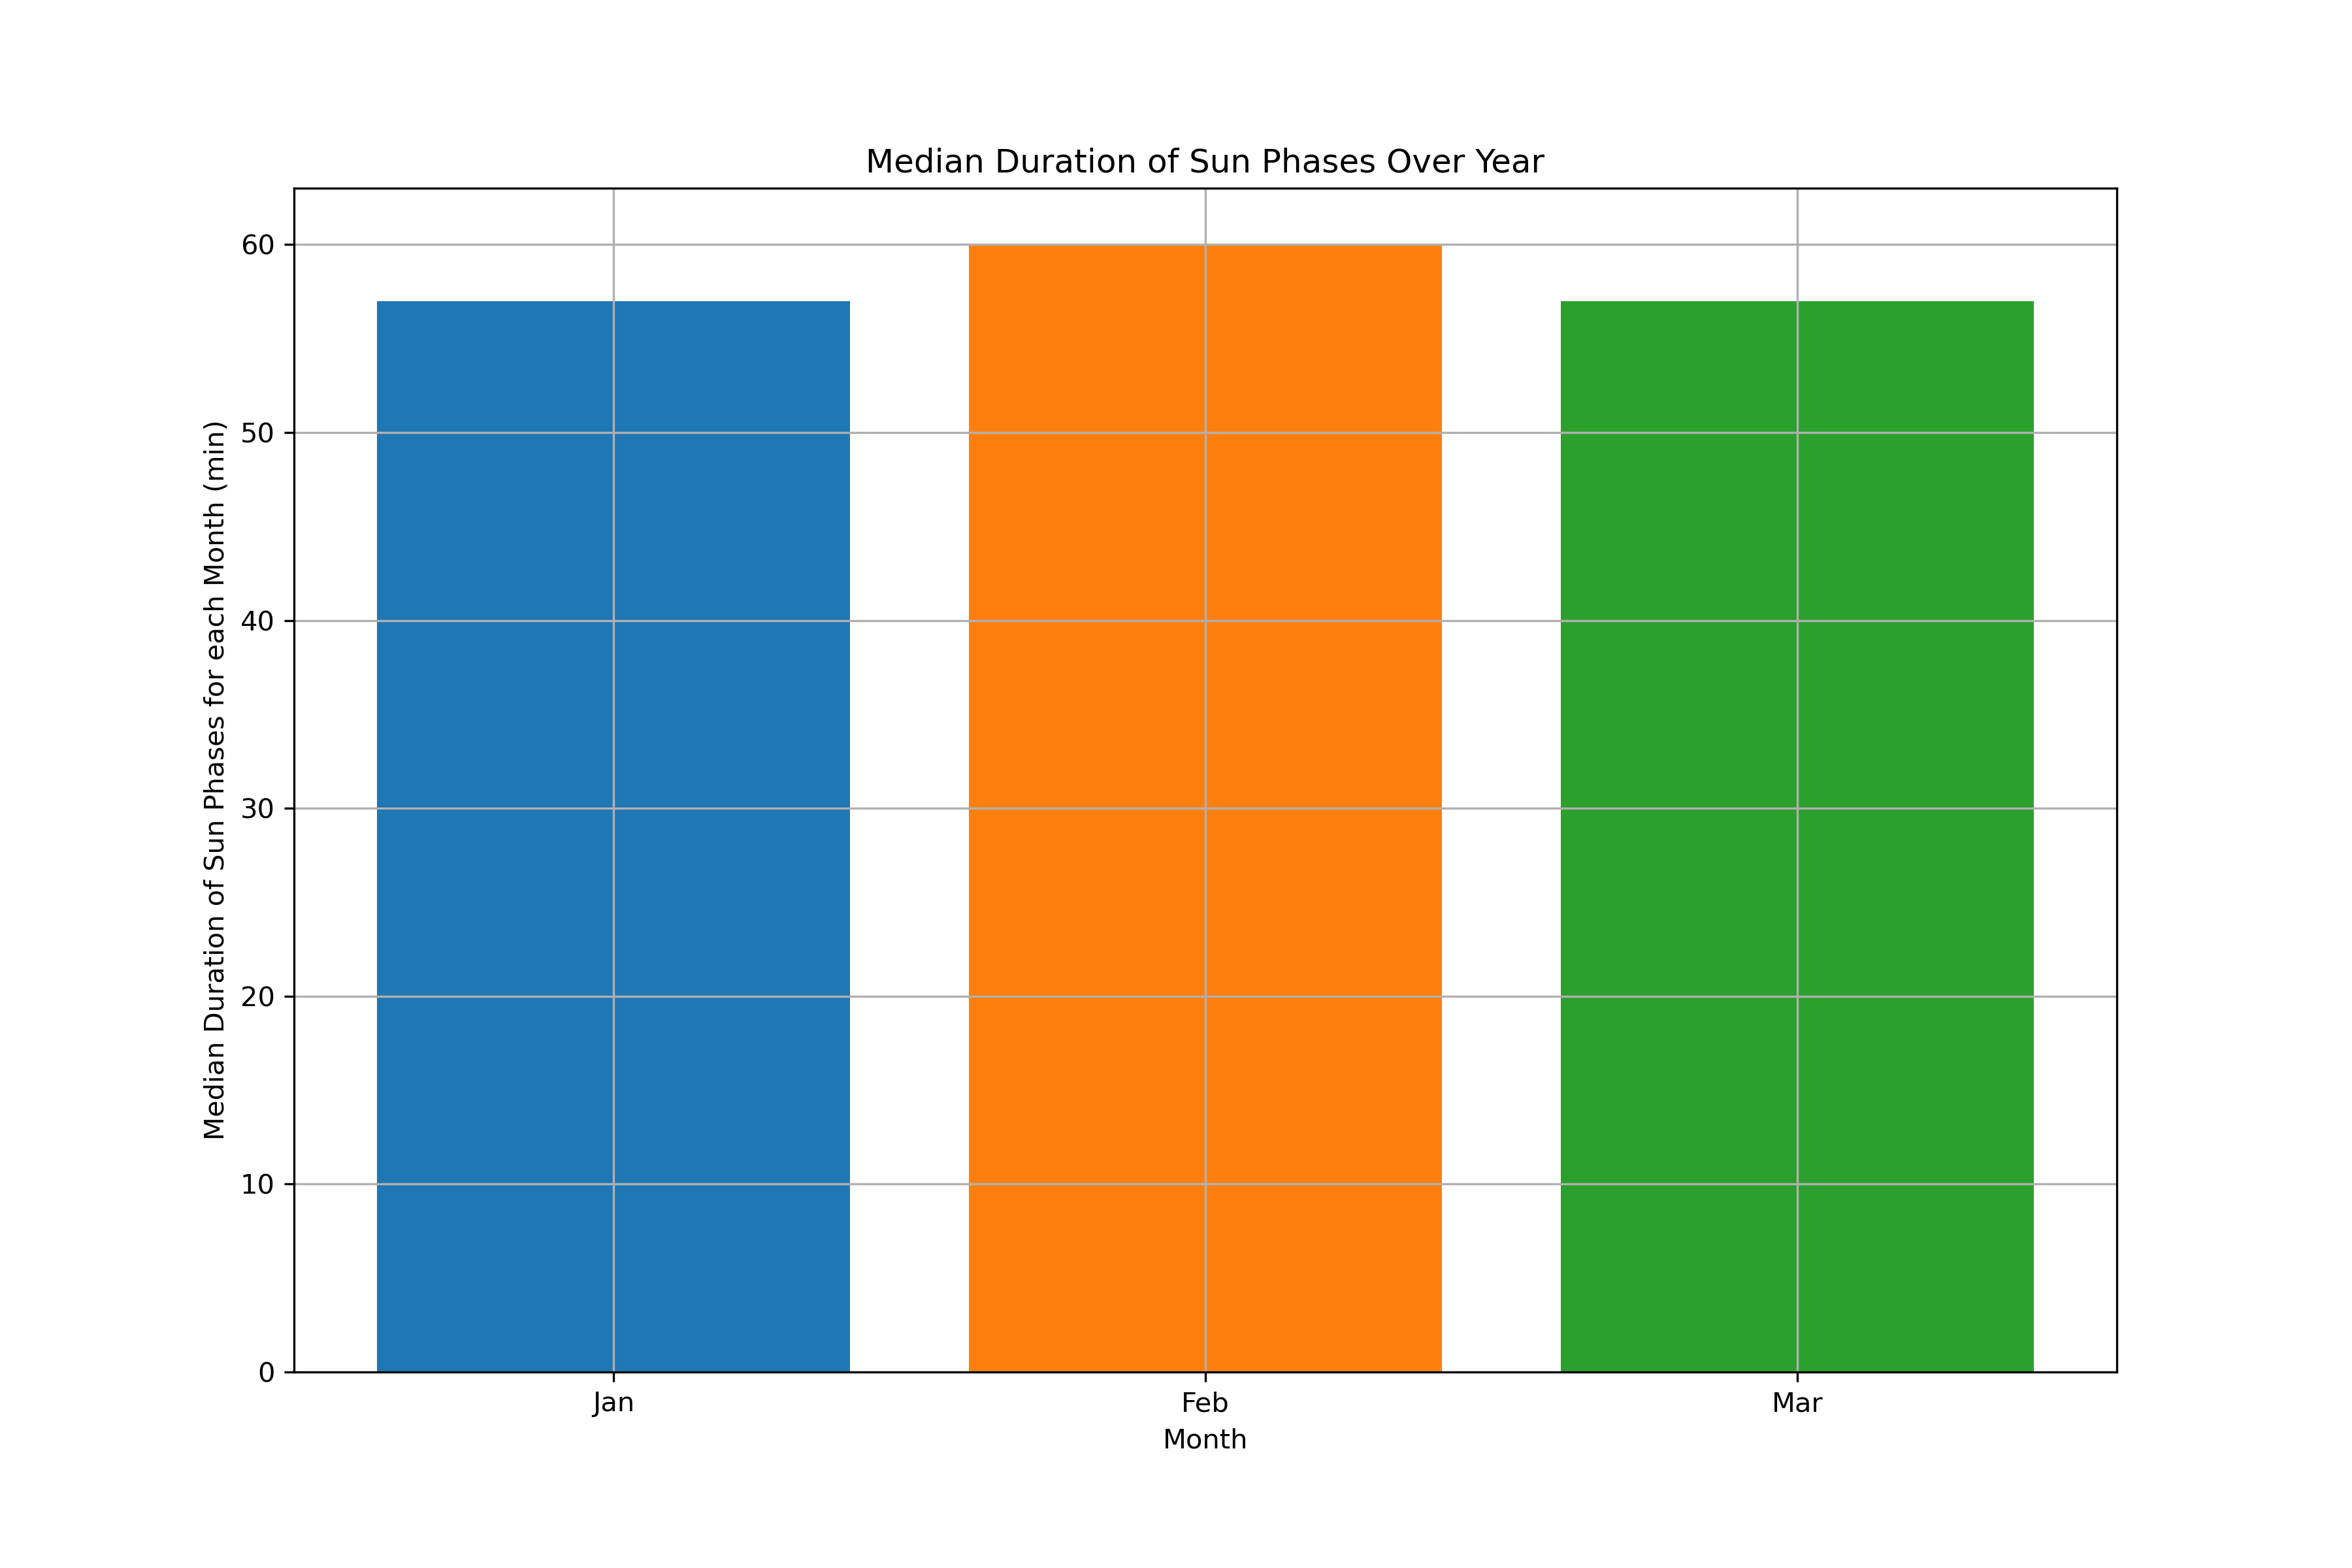 Median Duration of Sun Phases Over Year
Median Duration of Sun Phases for each Month (min)
60
50
40
30
20
10
0
Jan Feb Mar
Month